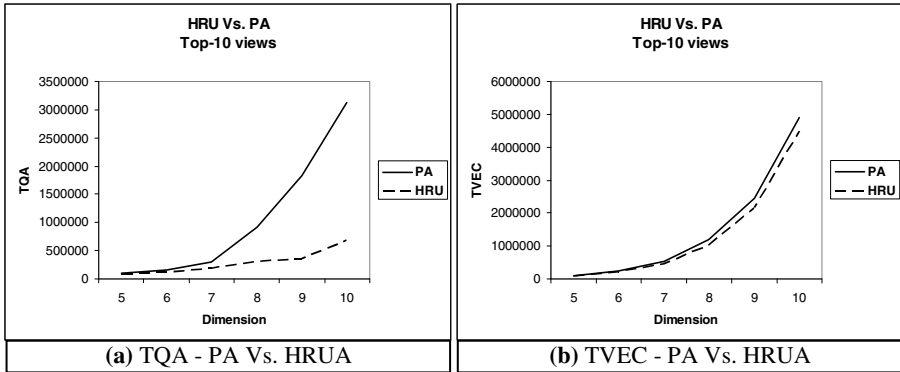 HRU Vs. PA
Top-10 views
3500000
3000000
2500000
2000000
1500000
1000000
500000
0
TQA
5 6 7 8 9 10
Dimension
PA
HRU
(a) TQA - PA Vs. HRUA
HRU Vs. PA
Top-10 views
6000000
5000000
4000000
3000000
2000000
1000000
0
TVEC
5 6 7 8 9 10
Dimension
PA
HRU
(b) TVEC - PA Vs. HRUA